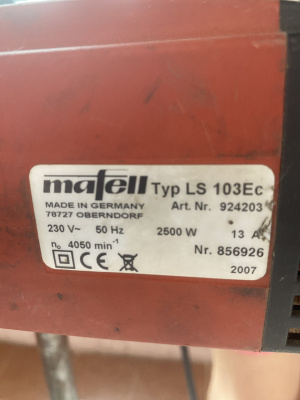 mafell Typ LS 103Ec
MADE IN GERMANY Art. Nr. 924203
78727 OBERNDORF
230 V~ 50 Hz 2500 W 13 A
n₀ 4050 min⁻¹ Nr. 856926
CE 2007